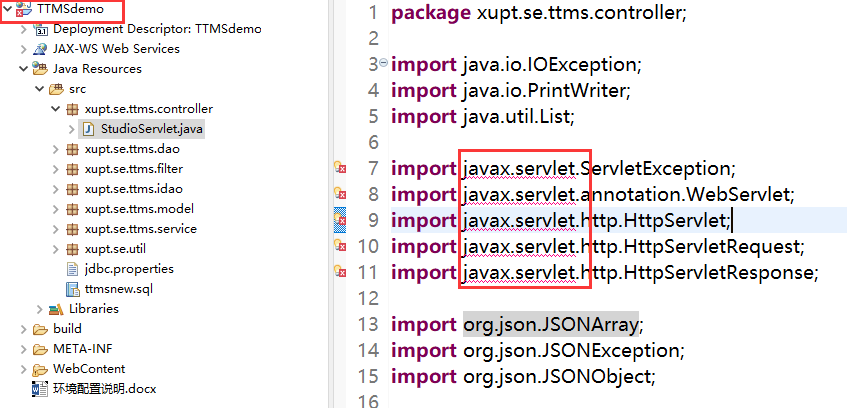 TTMSdemo
Deployment Descriptor: TTMSdemo
JAX-WS Web Services
Java Resources
src
xupt.se.ttms.controller
StudioServlet.java
xupt.se.ttms.dao
xupt.se.ttms.filter
xupt.se.ttms.idao
xupt.se.ttms.model
xupt.se.ttms.service
xupt.se.util
jdbc.properties
ttmsnew.sql
Libraries
build
META-INF
WebContent
环境配置说明.docx
1 package xupt.se.ttms.controller;
2
3 import java.io.IOException;
4 import java.io.PrintWriter;
5 import java.util.List;
6
7 import javax.servlet.ServletException;
8 import javax.servlet.annotation.WebServlet;
9 import javax.servlet.http.HttpServlet;
10 import javax.servlet.http.HttpServletRequest;
11 import javax.servlet.http.HttpServletResponse;
12
13 import org.json.JSONArray;
14 import org.json.JSONException;
15 import org.json.JSONObject;
16